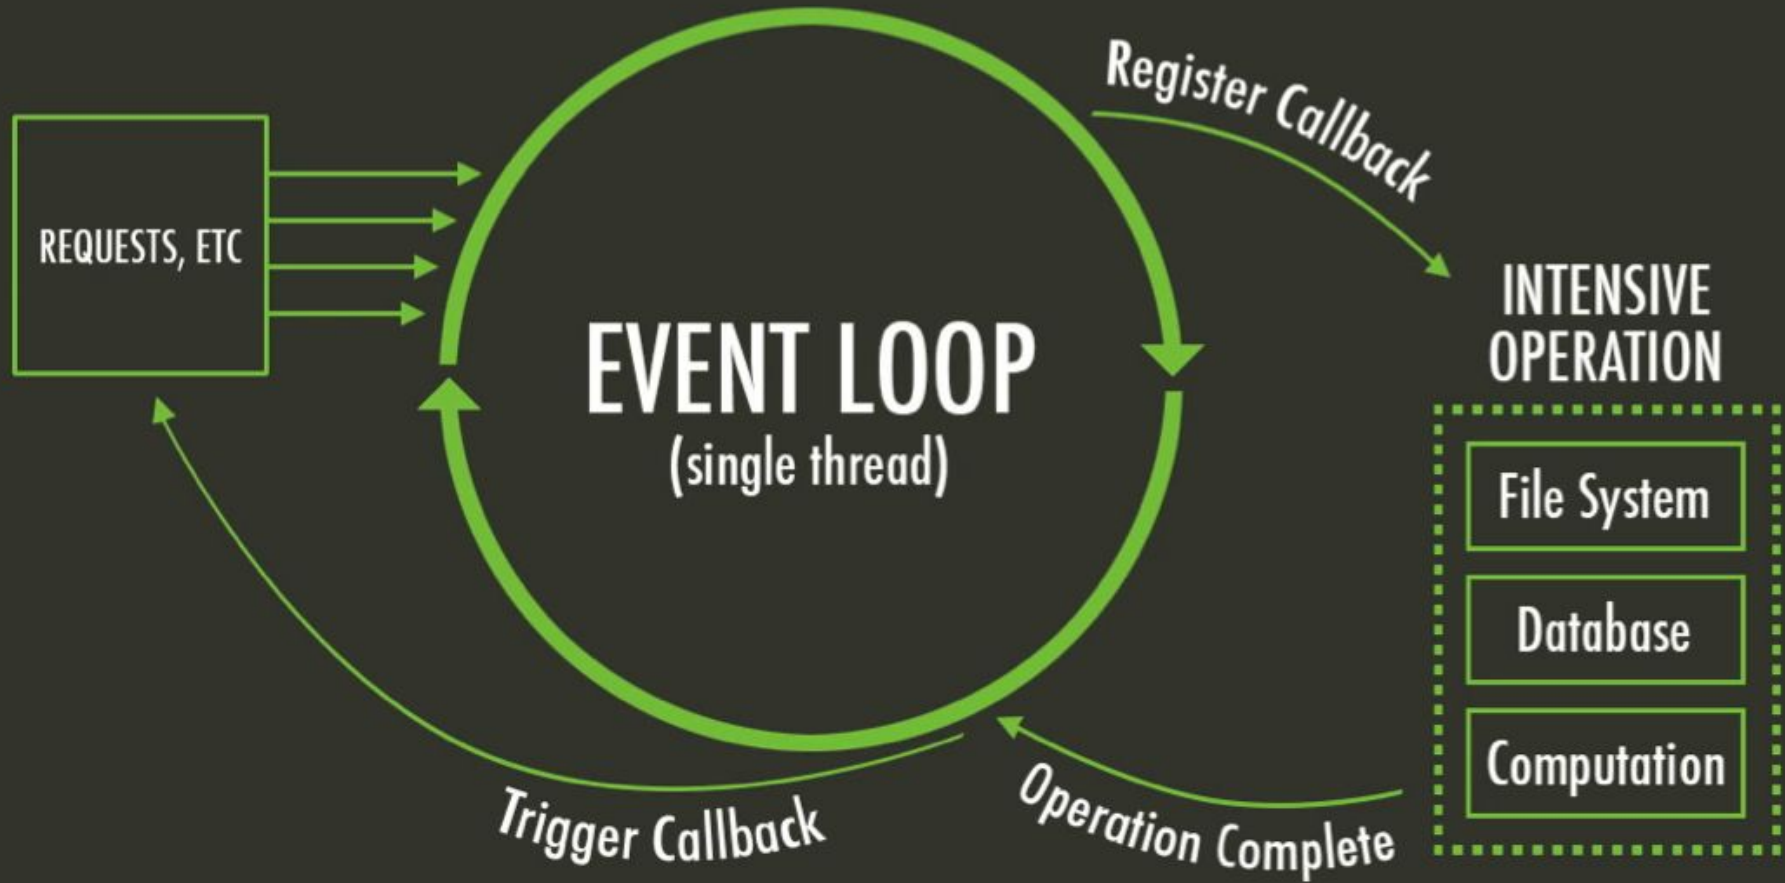 REQUESTS, ETC
EVENT LOOP
(single thread)
Register Callback
INTENSIVE
OPERATION
File System
Database
Computation
Operation Complete
Trigger Callback